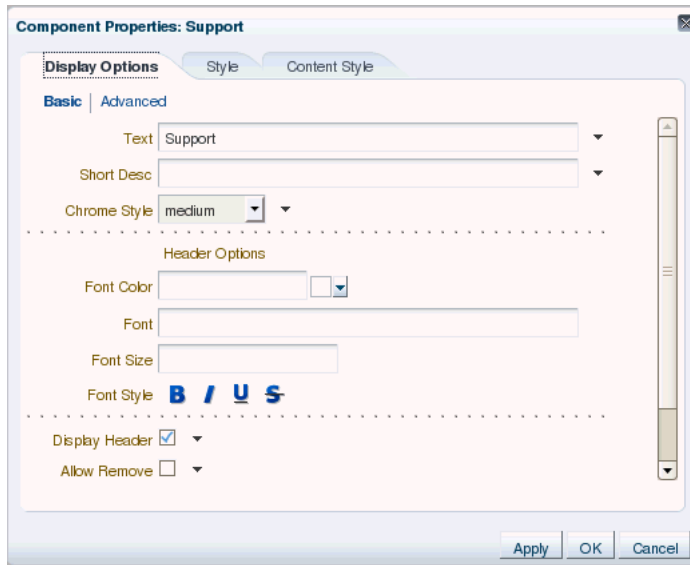 Component Properties: Support
Display Options Style Content Style
Basic | Advanced
Text Support
Short Desc
Chrome Style medium
Header Options
Font Color
Font
Font Size
Font Style B I U S
Display Header
Allow Remove
Apply OK Cancel